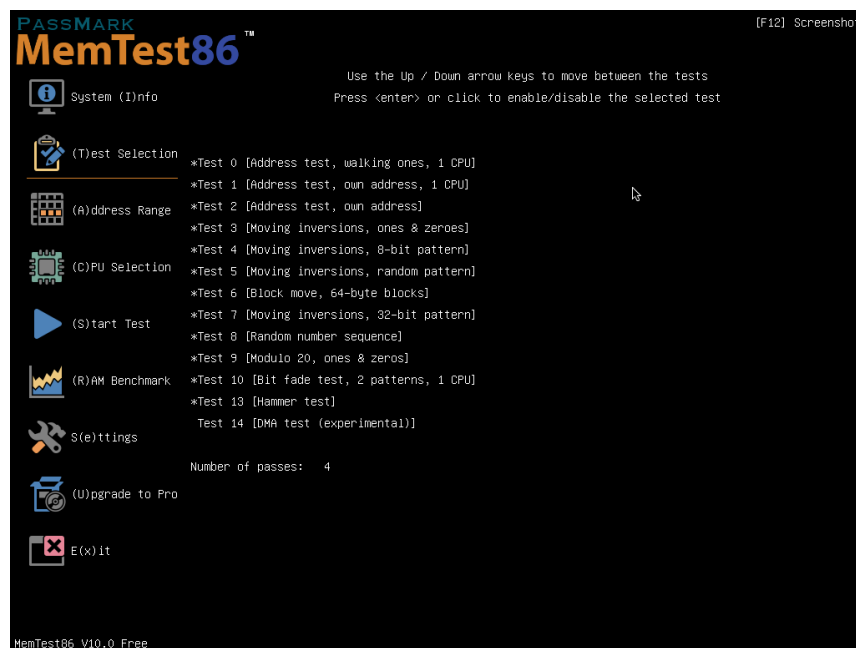 PASSMARK
MemTest86™
[F12] Screenshot
Use the Up / Down arrow keys to move between the tests
Press <enter> or click to enable/disable the selected test
System (I)nfo
(T)est Selection
(A)ddress Range
(C)PU Selection
(S)tart Test
(R)AM Benchmark
S(e)ttings
(U)pgrade to Pro
E(x)it
*Test 0 [Address test, walking ones, 1 CPU]
*Test 1 [Address test, own address, 1 CPU]
*Test 2 [Address test, own address]
*Test 3 [Moving inversions, ones & zeroes]
*Test 4 [Moving inversions, 8-bit pattern]
*Test 5 [Moving inversions, random pattern]
*Test 6 [Block move, 64-byte blocks]
*Test 7 [Moving inversions, 32-bit pattern]
*Test 8 [Random number sequence]
*Test 9 [Modulo 20, ones & zeros]
*Test 10 [Bit fade test, 2 patterns, 1 CPU]
*Test 13 [Hammer test]
Test 14 [DMA test (experimental)]
Number of passes: 4
MemTest86 V10.0 Free